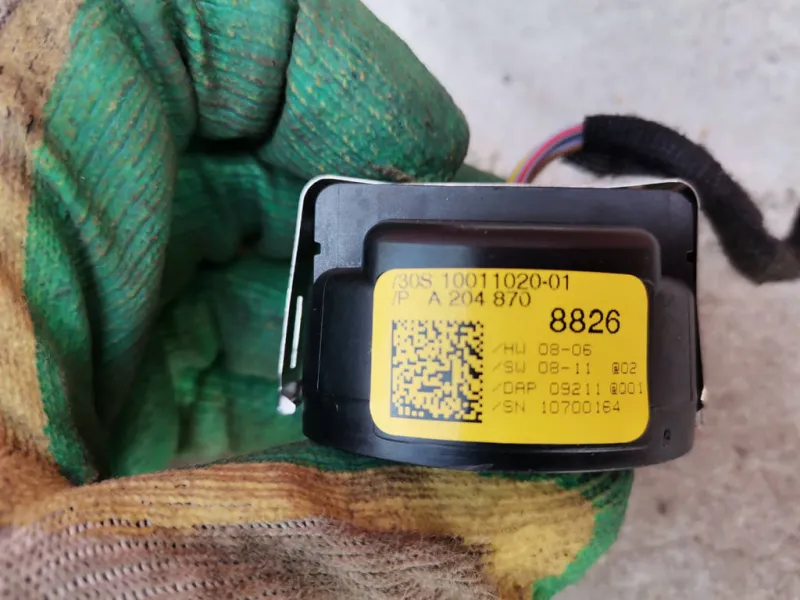 /30S 10011020-01
/P A 204 870
8826
/HW 08-06
/SW 08-11 @02
/DAP 09211 @001
/SN 10700164